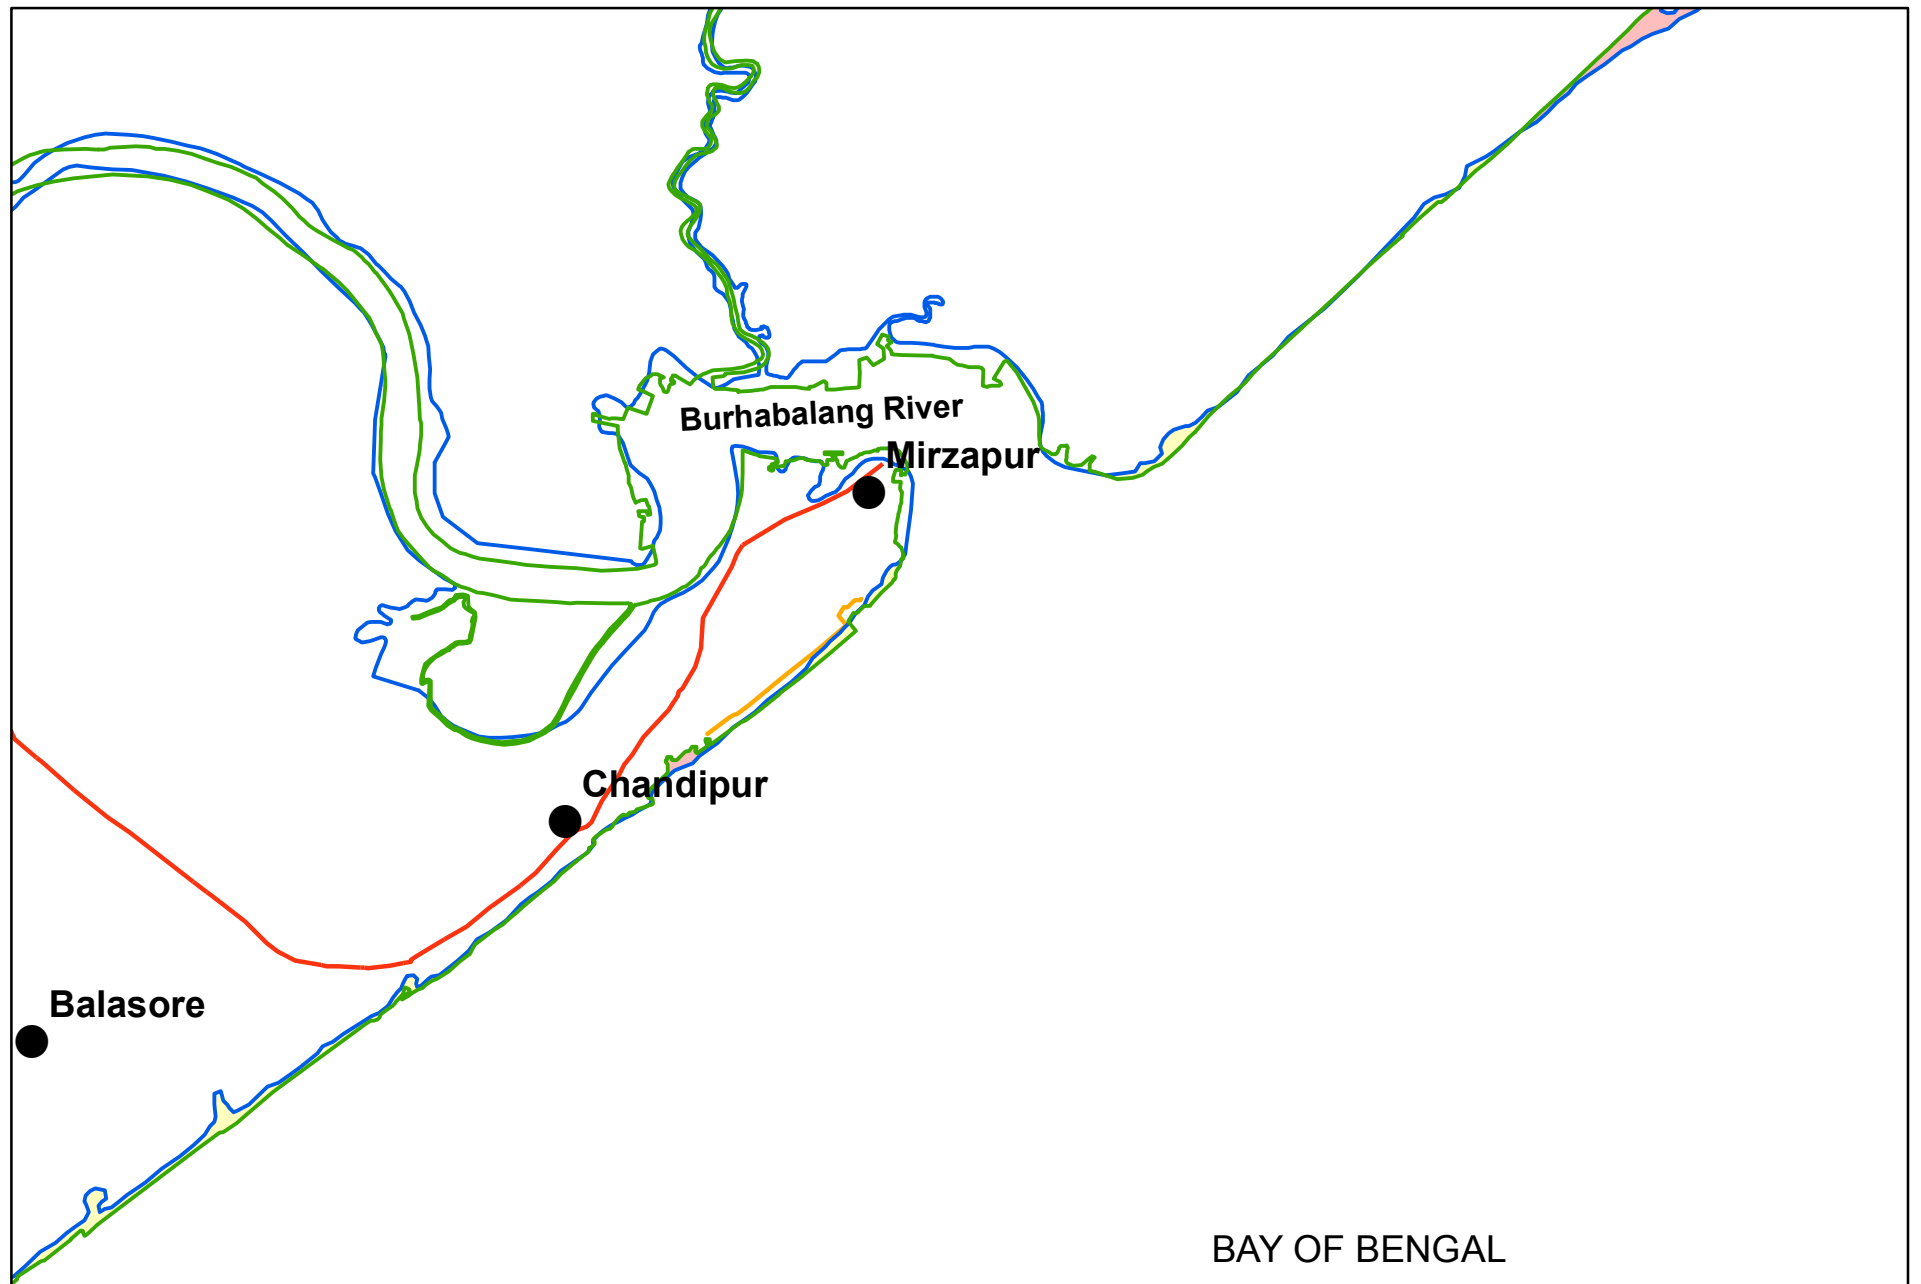 Burhabalang River
Mirzapur
Chandipur
Balasore
BAY OF BENGAL